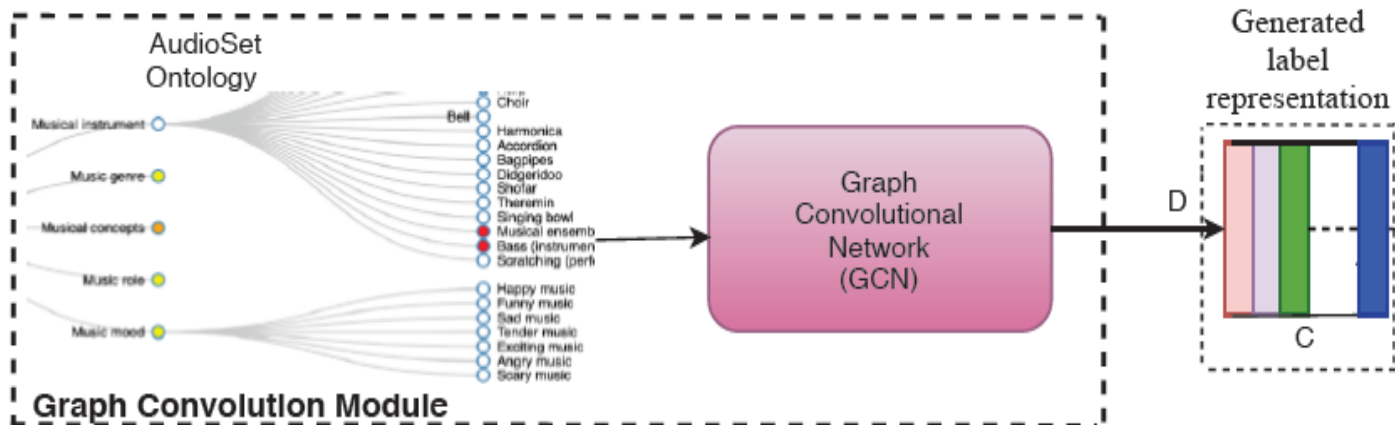 AudioSet
Ontology
Musical instrument
Music genre
Musical concepts
Music role
Music mood
Choir
Bell
Harmonica
Accordion
Bagpipes
Didgeridoo
Shofar
Theremin
Singing bowl
Musical ensemb
Bass (instrumen
Scratching (perf
Happy music
Funny music
Sad music
Tender music
Exciting music
Angry music
Scary music
Graph Convolution Module
Graph
Convolutional
Network
(GCN)
D
Generated
label
representation
C